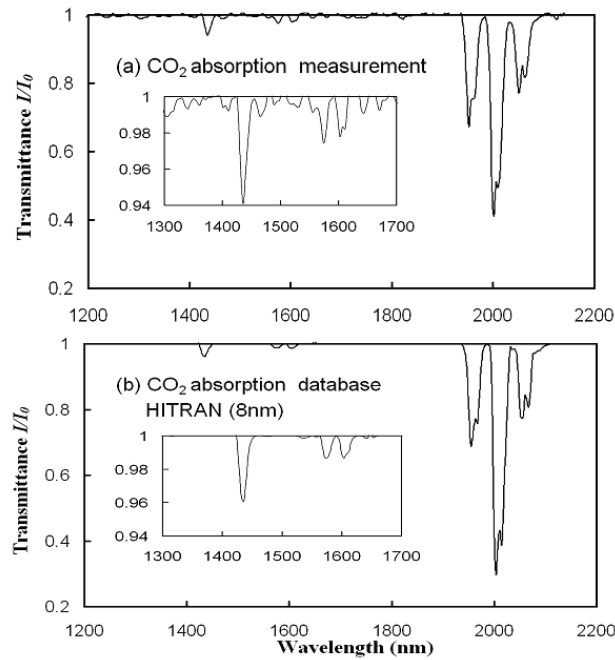 1
0.8
0.6
0.4
0.2
Transmittance I/I0
(a) CO2 absorption measurement
1
0.98
0.96
0.94
1300 1400 1500 1600 1700
1200 1400 1600 1800 2000 2200
1
0.8
0.6
0.4
0.2
Transmittance I/I0
(b) CO2 absorption database
HITRAN (8nm)
1
0.98
0.96
0.94
1300 1400 1500 1600 1700
1200 1400 1600 1800 2000 2200
Wavelength (nm)